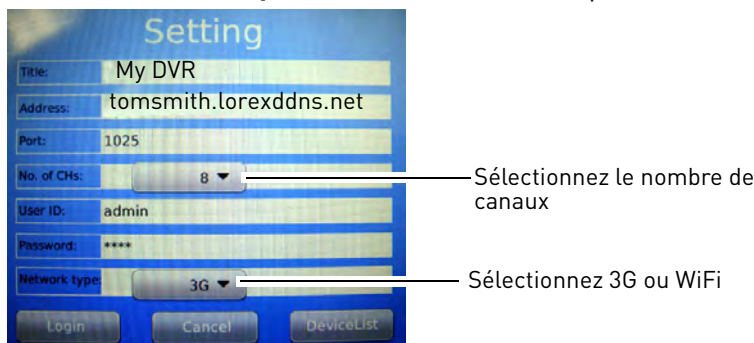 Setting
Title: My DVR
Address: tomsmith.lorexddns.net
Port: 1025
No. of CHs: 8
Sélectionnez le nombre de
canaux
User ID: admin
Password: ****
Network type: 3G
Sélectionnez 3G ou WiFi
Login Cancel DeviceList